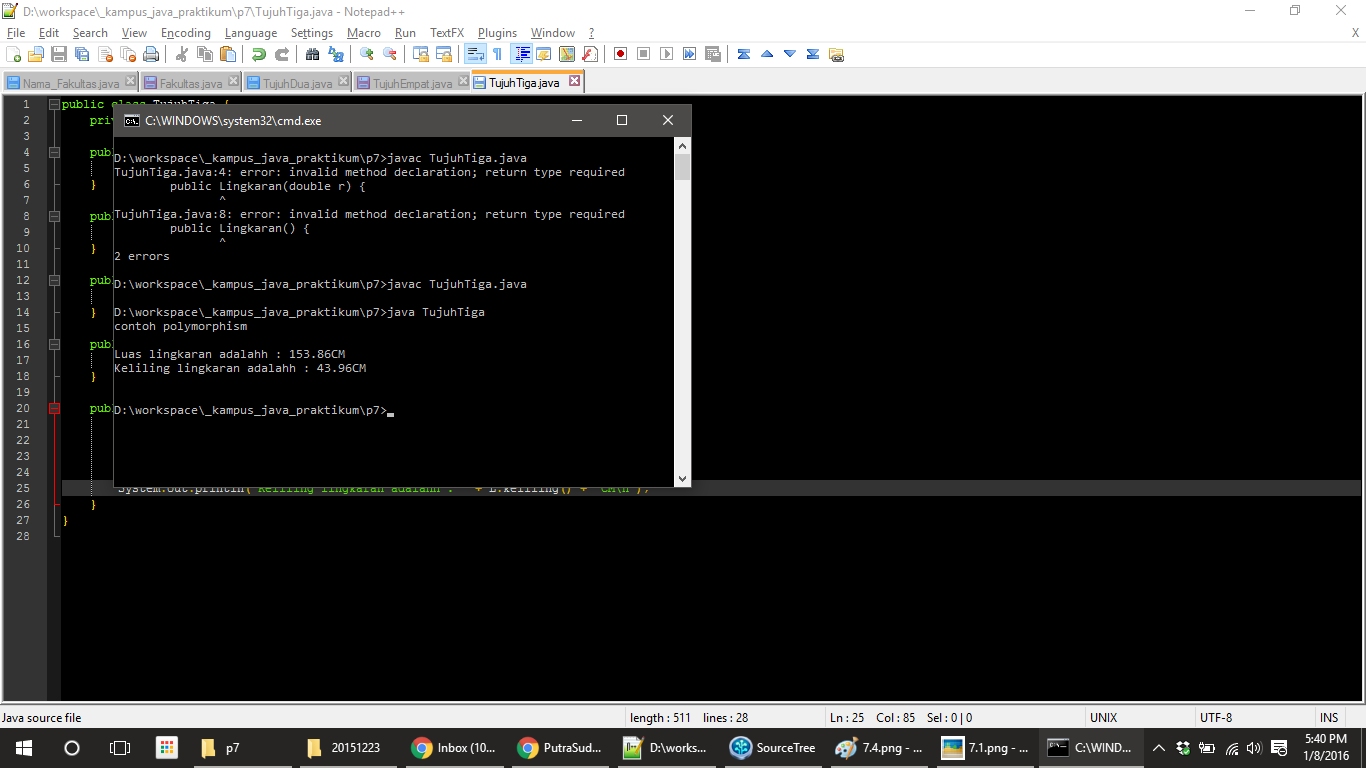 D:\workspace\_kampus_java_praktikum\p7\TujuhTiga.java - Notepad++
File Edit Search View Encoding Language Settings Macro Run TextFX Plugins Window ? X
Nama_Fakultas.java Fakultas.java TujuhDua.java TujuhEmpat.java TujuhTiga.java
1 public class TujuhTiga {
2 priv
3
4 pub
5
6 }
7
8 pub
9
10 }
11
12 pub
13
14 }
15
16 pub
17
18 }
19
20 pub
21
22
23
24
25 System.out.println("Keliling lingkaran adalahh : " + L.keliling() + "CM\n");
26 }
27 }
28
C:\WINDOWS\system32\cmd.exe
D:\workspace\_kampus_java_praktikum\p7>javac TujuhTiga.java
TujuhTiga.java:4: error: invalid method declaration; return type required
public Lingkaran(double r) {
^
TujuhTiga.java:8: error: invalid method declaration; return type required
public Lingkaran() {
^
2 errors
D:\workspace\_kampus_java_praktikum\p7>javac TujuhTiga.java
D:\workspace\_kampus_java_praktikum\p7>java TujuhTiga
contoh polymorphism
Luas lingkaran adalahh : 153.86CM
Keliling lingkaran adalahh : 43.96CM
D:\workspace\_kampus_java_praktikum\p7>
Java source file length : 511 lines : 28 Ln : 25 Col : 85 Sel : 0 | 0 UNIX UTF-8 INS
p7 20151223 Inbox (10... PutraSud... D:\works... SourceTree 7.4.png - ... 7.1.png - ... C:\WIND... 5:40 PM
1/8/2016